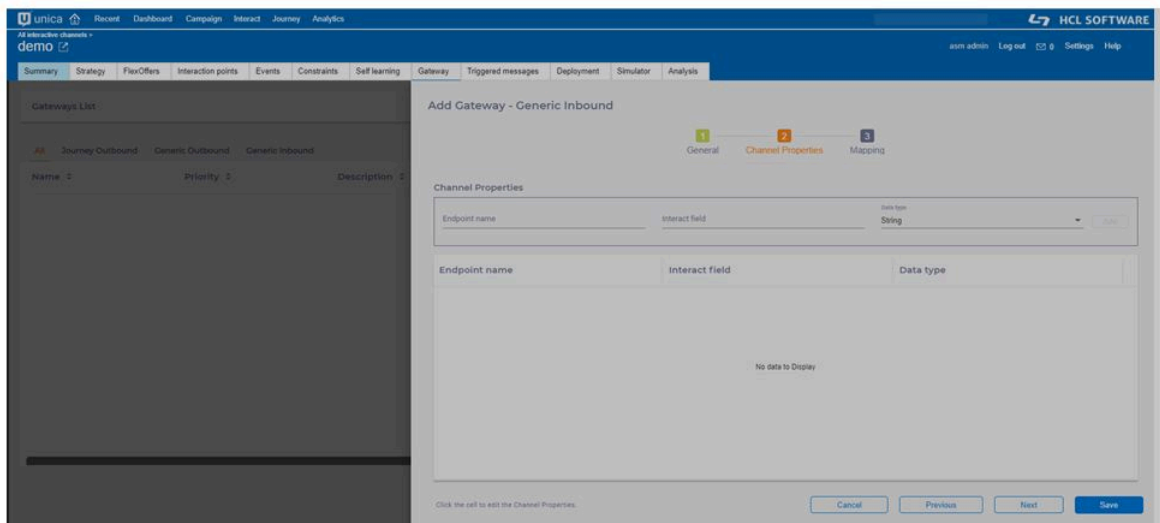 unica Recent Dashboard Campaign Interact Journey Analytics HCL SOFTWARE
All interactive channels
demo asm admin Log out 0 Settings Help
Summary Strategy FlexOffers Interaction points Events Constraints Self learning Gateway Triggered messages Deployment Simulator Analysis
Gateways List
All Journey Outbound Generic Outbound Generic Inbound
Name Priority Description
Add Gateway - Generic Inbound
1 2 3
General Channel Properties Mapping
Channel Properties
Data type
Endpoint name Interact field String Add
Endpoint name Interact field Data type
No data to Display
Click the cell to edit the Channel Properties.
Cancel Previous Next Save